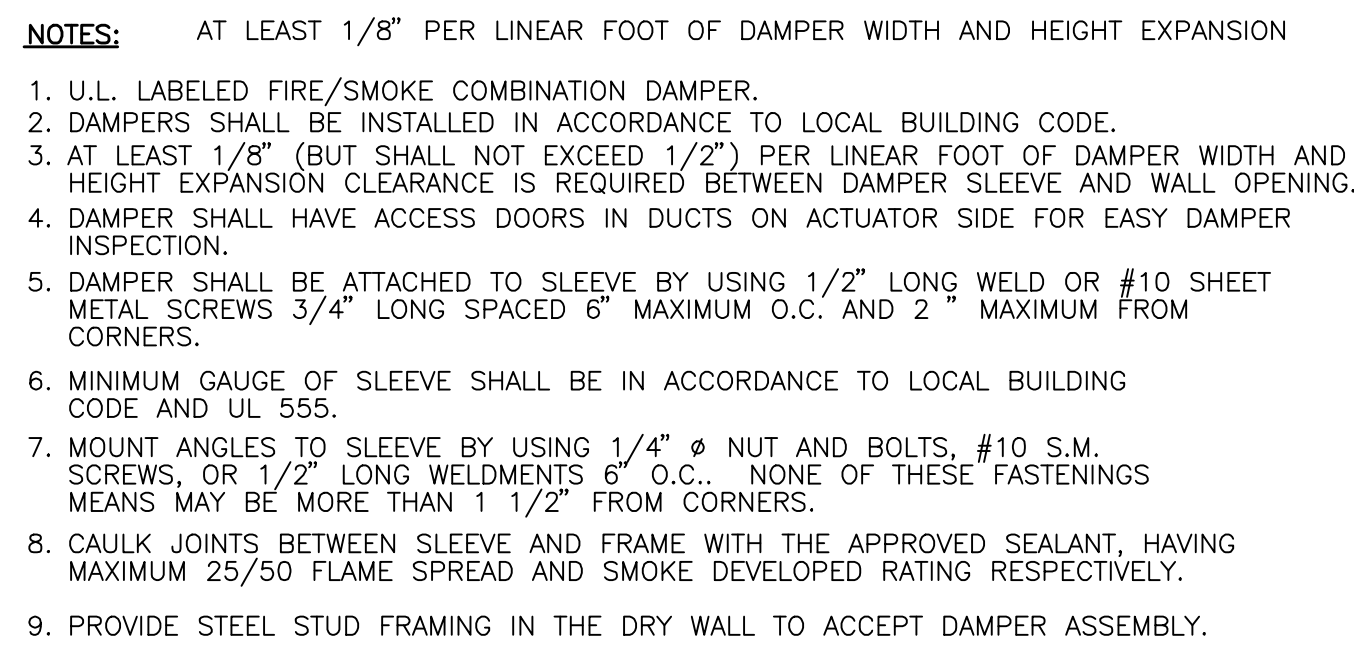 NOTES: AT LEAST 1/8" PER LINEAR FOOT OF DAMPER WIDTH AND HEIGHT EXPANSION
1. U.L. LABELED FIRE/SMOKE COMBINATION DAMPER.
2. DAMPERS SHALL BE INSTALLED IN ACCORDANCE TO LOCAL BUILDING CODE.
3. AT LEAST 1/8" (BUT SHALL NOT EXCEED 1/2") PER LINEAR FOOT OF DAMPER WIDTH AND
HEIGHT EXPANSION CLEARANCE IS REQUIRED BETWEEN DAMPER SLEEVE AND WALL OPENING.
4. DAMPER SHALL HAVE ACCESS DOORS IN DUCTS ON ACTUATOR SIDE FOR EASY DAMPER
INSPECTION.
5. DAMPER SHALL BE ATTACHED TO SLEEVE BY USING 1/2" LONG WELD OR #10 SHEET
METAL SCREWS 3/4" LONG SPACED 6" MAXIMUM O.C. AND 2 " MAXIMUM FROM
CORNERS.
6. MINIMUM GAUGE OF SLEEVE SHALL BE IN ACCORDANCE TO LOCAL BUILDING
CODE AND UL 555.
7. MOUNT ANGLES TO SLEEVE BY USING 1/4" ø NUT AND BOLTS, #10 S.M.
SCREWS, OR 1/2" LONG WELDMENTS 6" O.C.. NONE OF THESE FASTENINGS
MEANS MAY BE MORE THAN 1 1/2" FROM CORNERS.
8. CAULK JOINTS BETWEEN SLEEVE AND FRAME WITH THE APPROVED SEALANT, HAVING
MAXIMUM 25/50 FLAME SPREAD AND SMOKE DEVELOPED RATING RESPECTIVELY.
9. PROVIDE STEEL STUD FRAMING IN THE DRY WALL TO ACCEPT DAMPER ASSEMBLY.